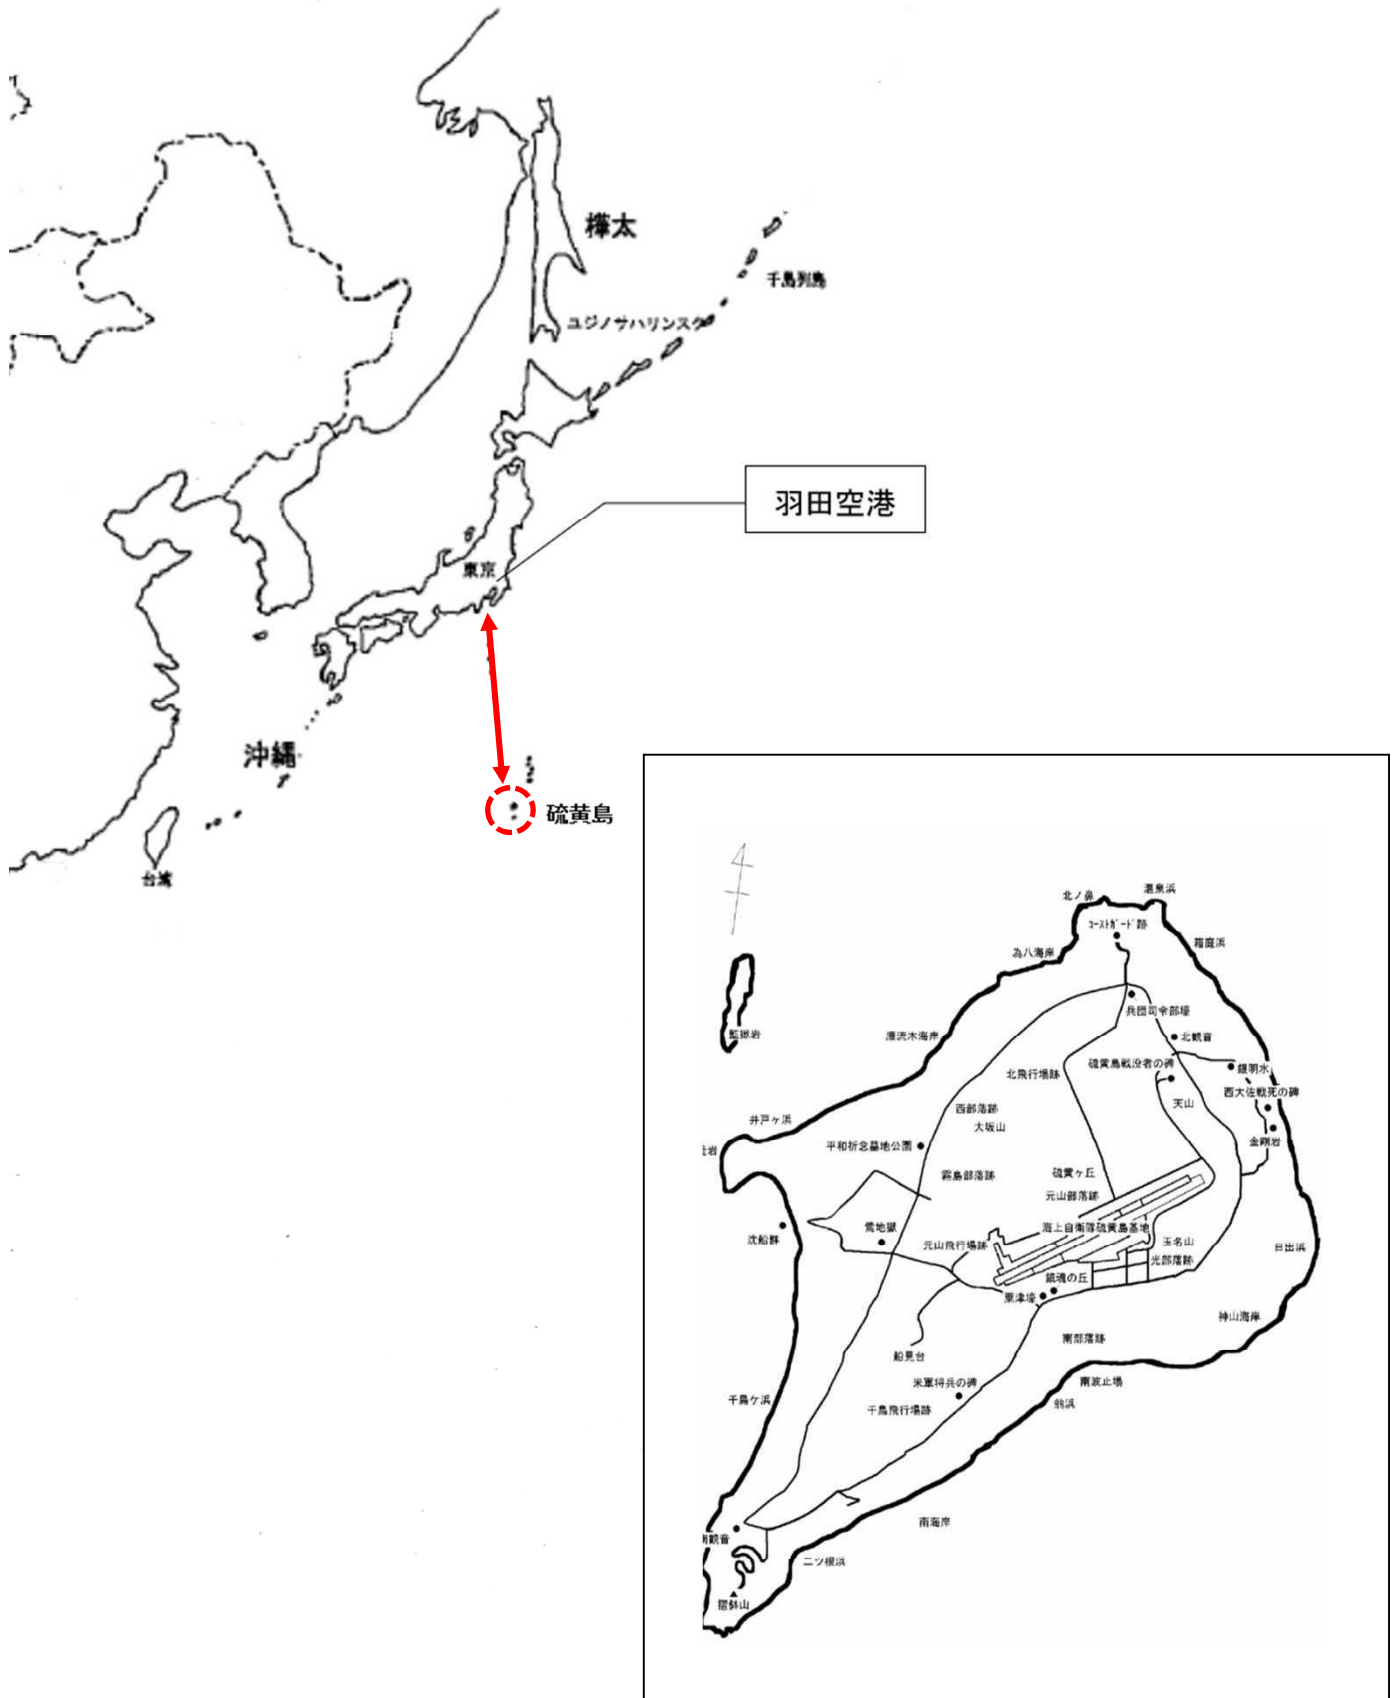 樺太
千島列島
ユジノサハリンスク
羽田空港
東京
沖縄
硫黄島
台湾
北ノ鼻
温泉浜
コーストガード跡
箱庭浜
為八海岸
兵団司令部壕
監獄岩
漂流木海岸
北観音
硫黄島戦没者の碑
銀明水
北飛行場跡
西大佐戦死の碑
天山
西部落跡
井戸ヶ浜
大坂山
金剛岩
平和祈念墓地公園
岩
硫黄ヶ丘
霧島部落跡
元山部落跡
沈船群
鶯地獄
海上自衛隊硫黄島基地
元山飛行場跡
玉名山
日出浜
光部落跡
鎮魂の丘
粟津壕
神山海岸
南部落跡
船見台
米軍将兵の碑
南波止場
千鳥ヶ浜
千鳥飛行場跡
翁浜
南海岸
観音
二ツ根浜
摺鉢山